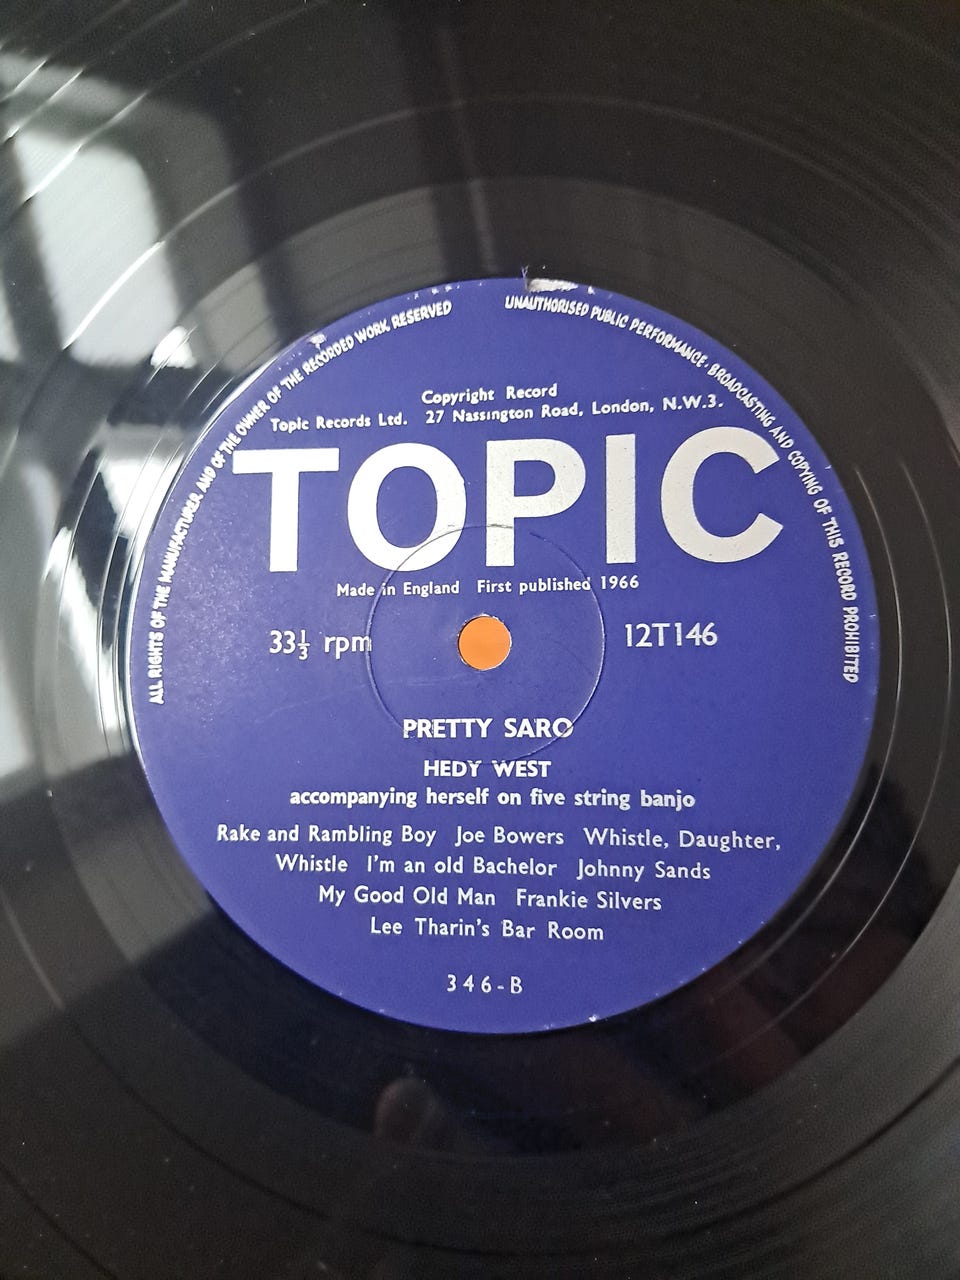 ALL RIGHTS OF THE MANUFACTURER AND OF THE OWNER OF THE RECORDED WORK RESERVED
UNAUTHORISED PUBLIC PERFORMANCE · BROADCASTING AND COPYING OF THIS RECORD PROHIBITED
Copyright Record
Topic Records Ltd. 27 Nassington Road, London, N.W.3.
TOPIC
Made in England First published 1966
33⅓ rpm 12T146
PRETTY SARO
HEDY WEST
accompanying herself on five string banjo
Rake and Rambling Boy Joe Bowers Whistle, Daughter,
Whistle I'm an old Bachelor Johnny Sands
My Good Old Man Frankie Silvers
Lee Tharin's Bar Room
346-B